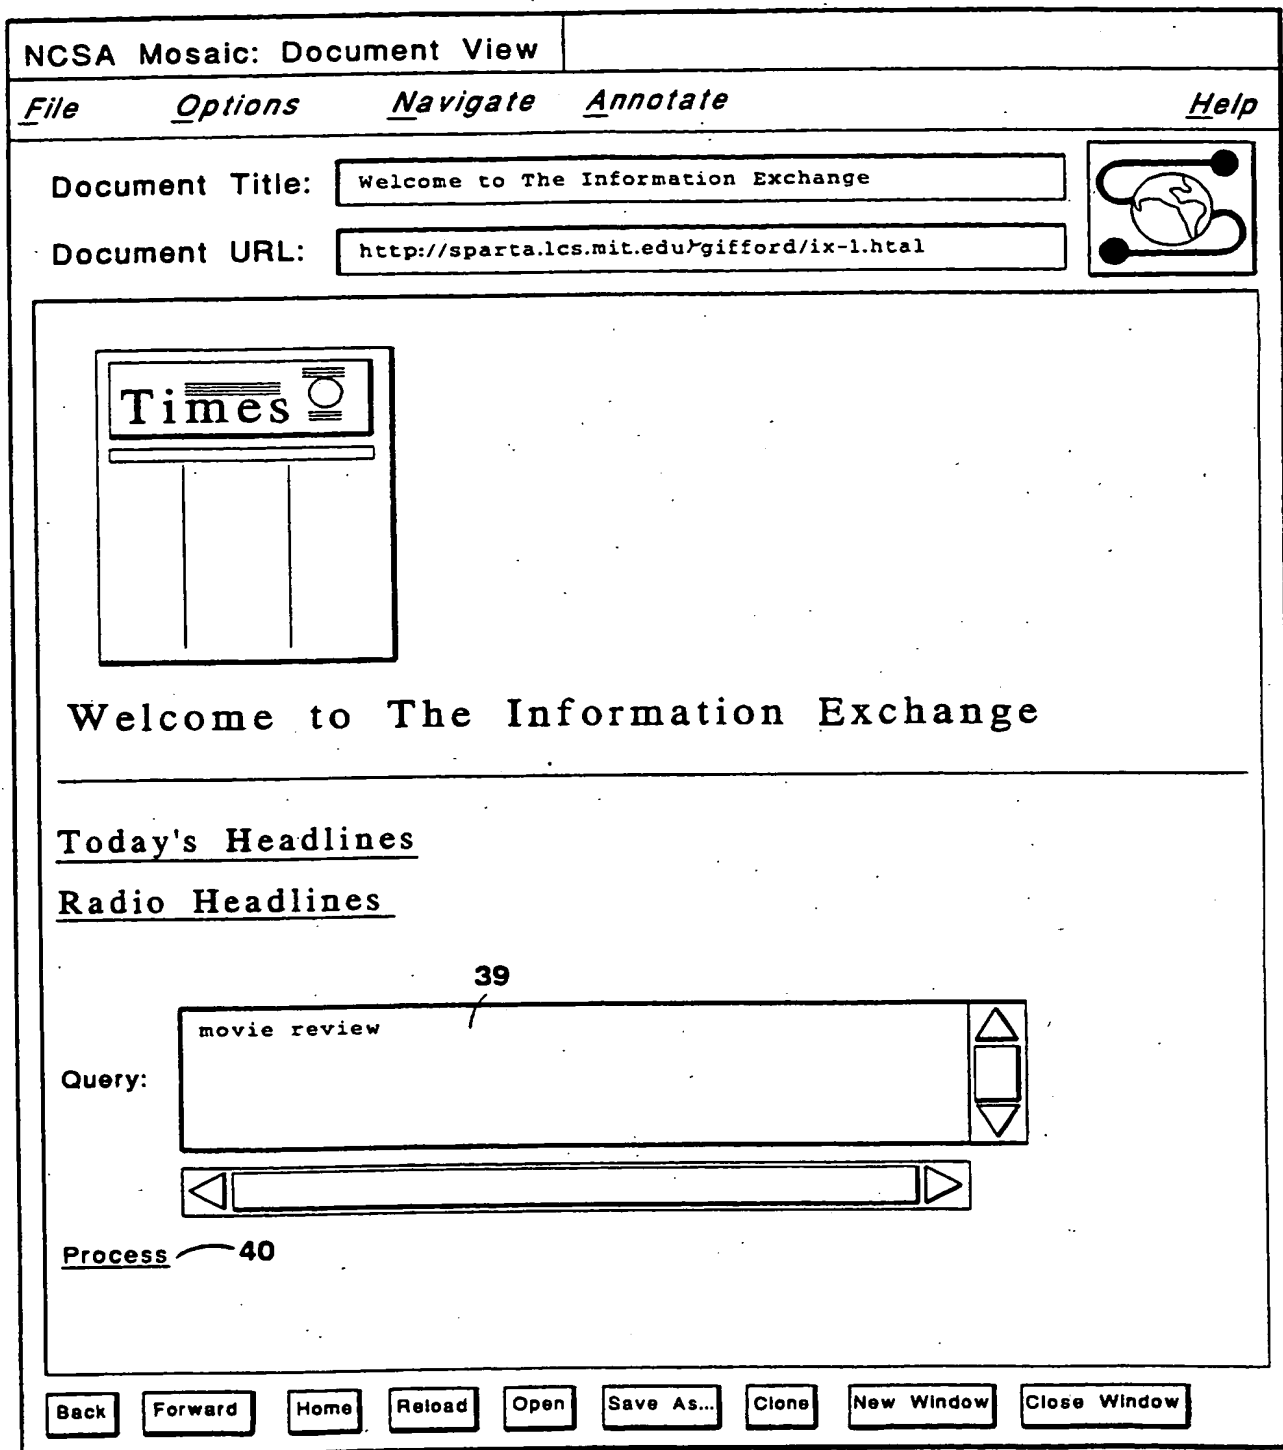 NCSA Mosaic: Document View
File Options Navigate Annotate Help
Document Title: Welcome to The Information Exchange
Document URL: http://sparta.lcs.mit.edu/~gifford/ix-1.htal
Times
Welcome to The Information Exchange
Today's Headlines
Radio Headlines
39
movie review
Query:
Process 40
Back Forward Home Reload Open Save As... Clone New Window Close Window